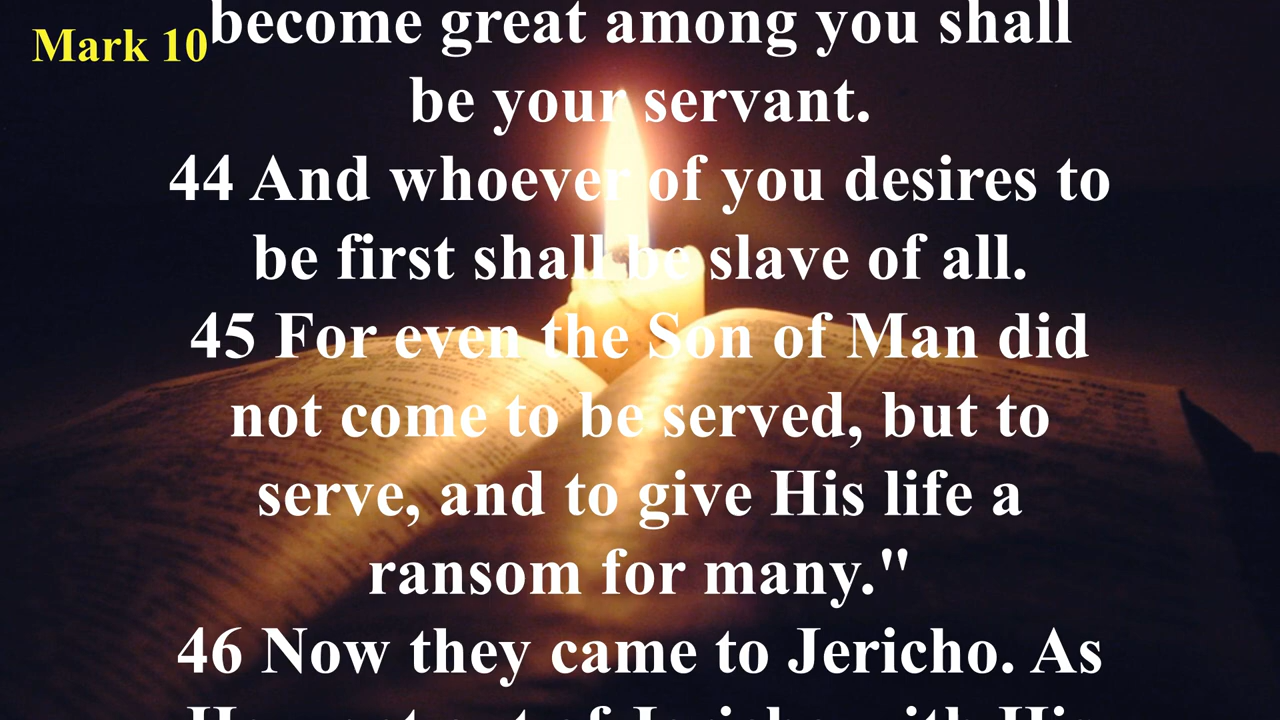 Mark 10
become great among you shall
be your servant.
44 And whoever of you desires to
be first shall be slave of all.
45 For even the Son of Man did
not come to be served, but to
serve, and to give His life a
ransom for many."
46 Now they came to Jericho. As